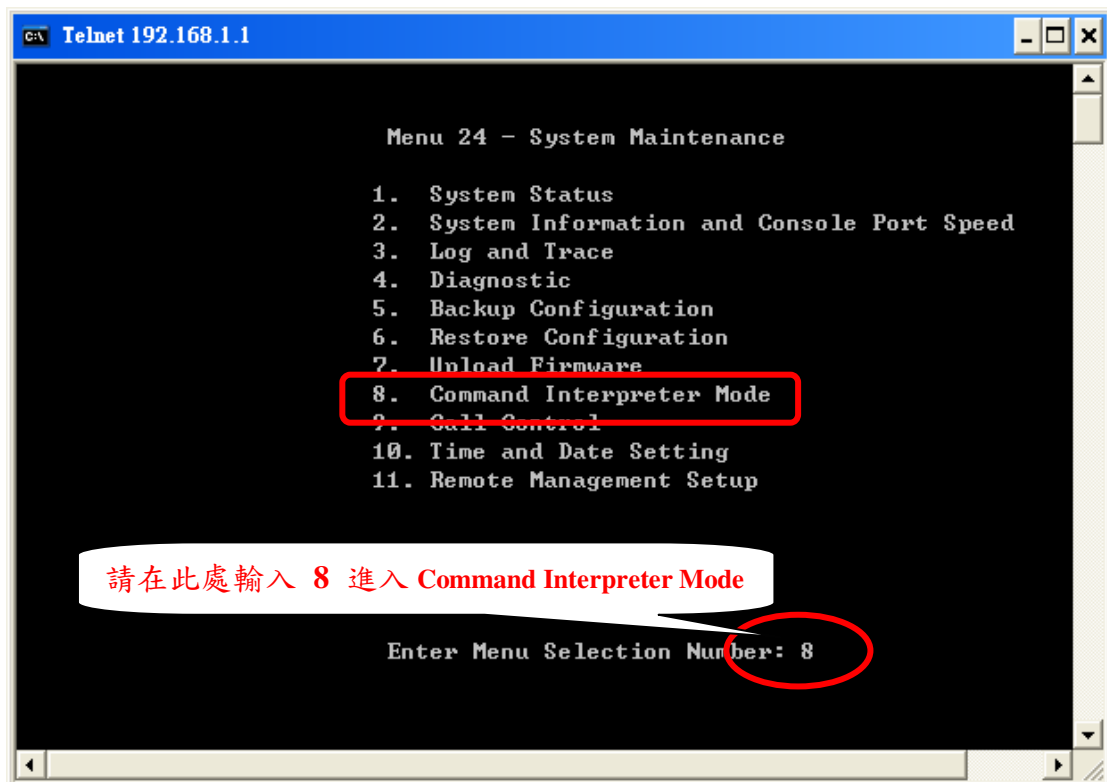 Telnet 192.168.1.1
Menu 24 - System Maintenance
1. System Status
2. System Information and Console Port Speed
3. Log and Trace
4. Diagnostic
5. Backup Configuration
6. Restore Configuration
7. Upload Firmware
8. Command Interpreter Mode
9. Call Control
10. Time and Date Setting
11. Remote Management Setup
請在此處輸入 8 進入 Command Interpreter Mode
Enter Menu Selection Number: 8